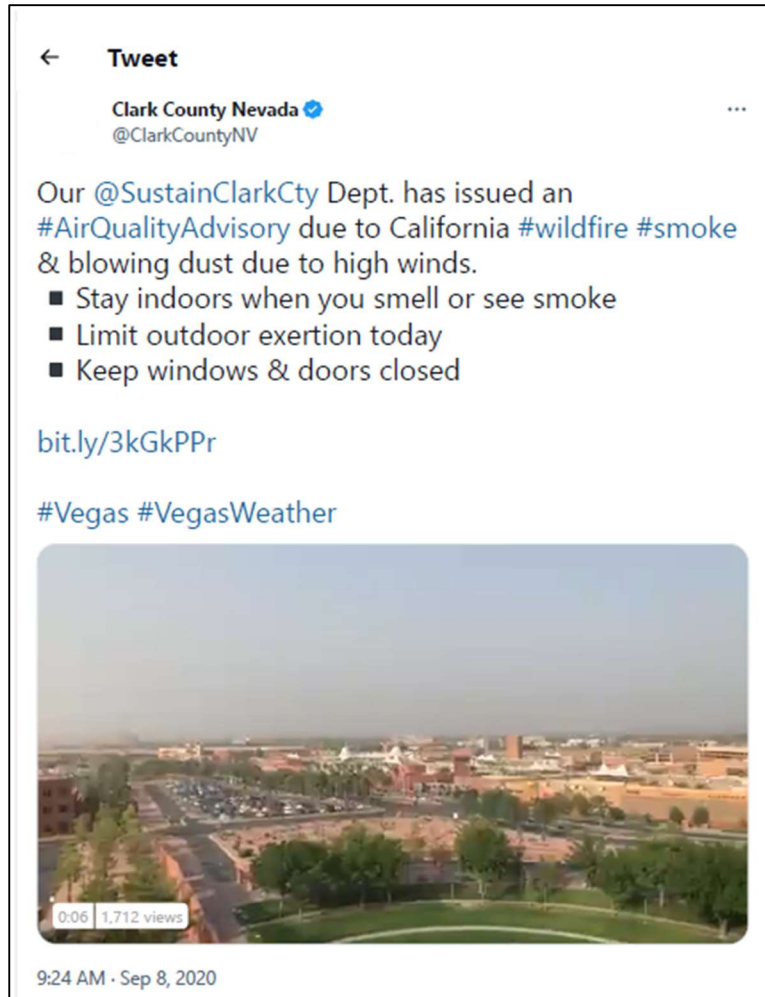 ← Tweet
Clark County Nevada
@ClarkCountyNV
...
Our @SustainClarkCty Dept. has issued an
#AirQualityAdvisory due to California #wildfire #smoke
& blowing dust due to high winds.
▪ Stay indoors when you smell or see smoke
▪ Limit outdoor exertion today
▪ Keep windows & doors closed
bit.ly/3kGkPPr
#Vegas #VegasWeather
0:06 1,712 views
9:24 AM · Sep 8, 2020